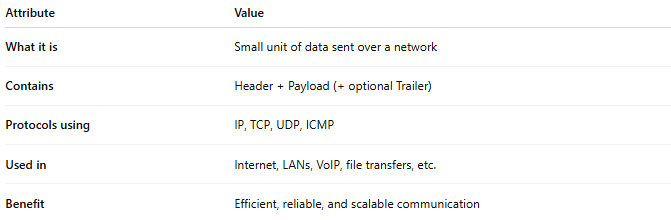 Attribute Value
What it is Small unit of data sent over a network
Contains Header + Payload (+ optional Trailer)
Protocols using IP, TCP, UDP, ICMP
Used in Internet, LANs, VoIP, file transfers, etc.
Benefit Efficient, reliable, and scalable communication